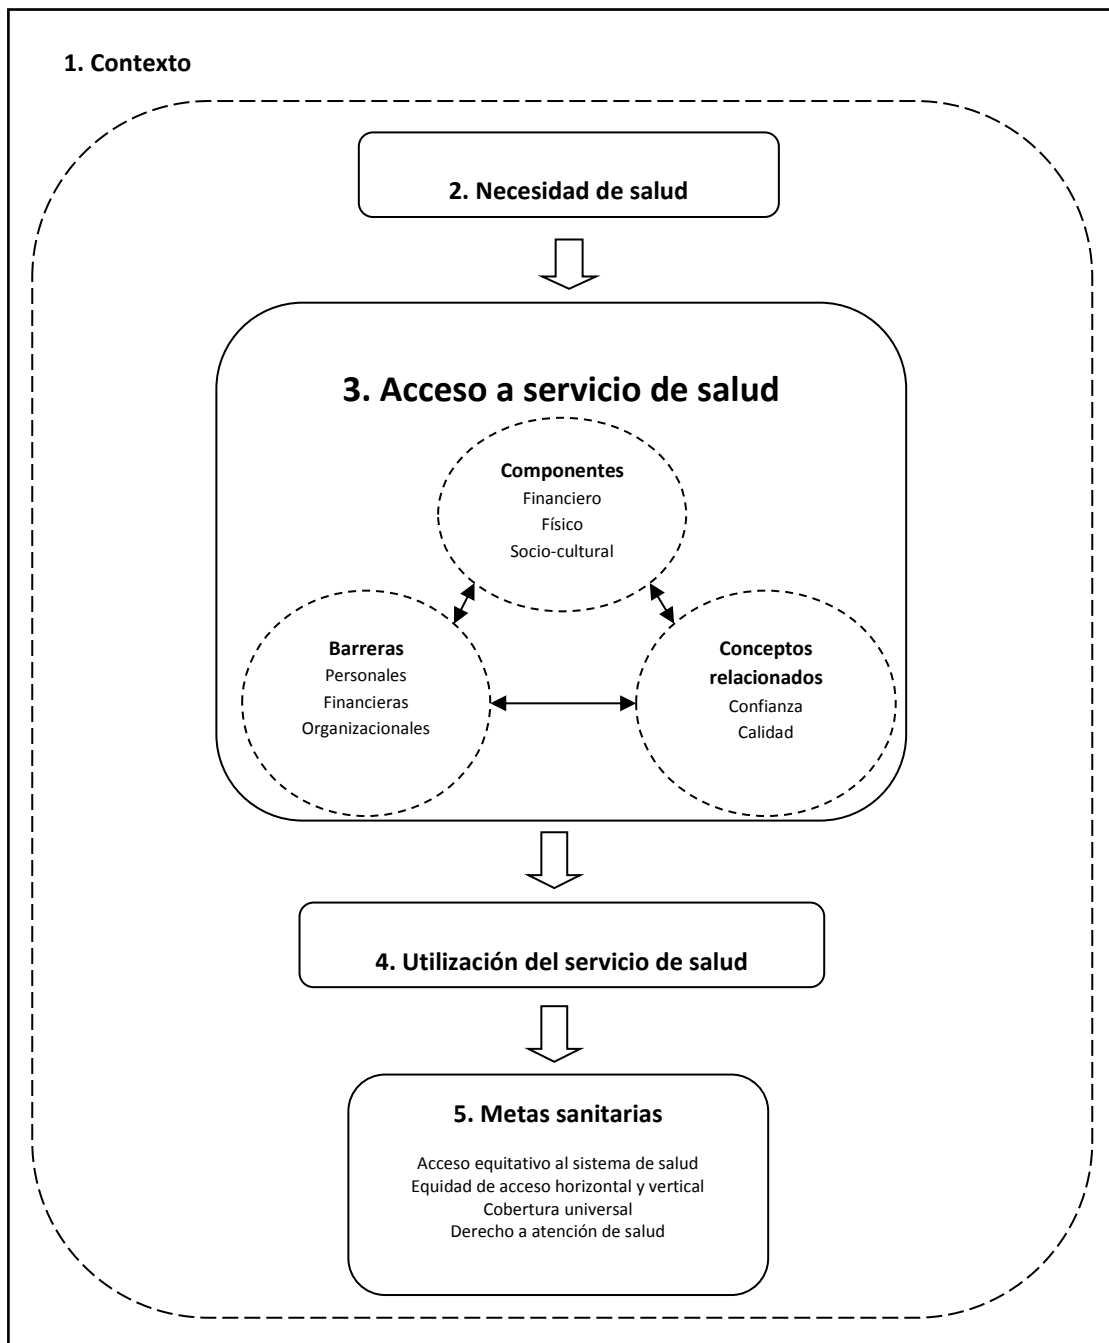 1. Contexto
2. Necesidad de salud
3. Acceso a servicio de salud
Componentes
Financiero
Físico
Socio-cultural
Barreras
Personales
Financieras
Organizacionales
Conceptos
relacionados
Confianza
Calidad
4. Utilización del servicio de salud
5. Metas sanitarias
Acceso equitativo al sistema de salud
Equidad de acceso horizontal y vertical
Cobertura universal
Derecho a atención de salud